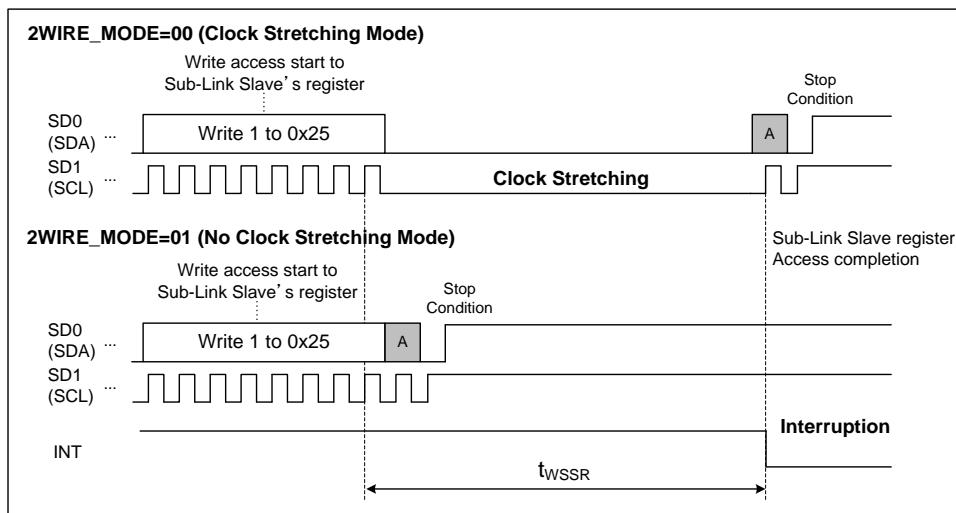 2WIRE_MODE=00 (Clock Stretching Mode)
Write access start to
Sub-Link Slave’s register
Stop
Condition
SD0
(SDA) ...
Write 1 to 0x25
A
SD1
(SCL) ...
Clock Stretching
2WIRE_MODE=01 (No Clock Stretching Mode)
Sub-Link Slave register
Access completion
Write access start to
Sub-Link Slave’s register
Stop
Condition
SD0
(SDA) ...
Write 1 to 0x25
A
SD1
(SCL) ...
Interruption
INT
tWSSR